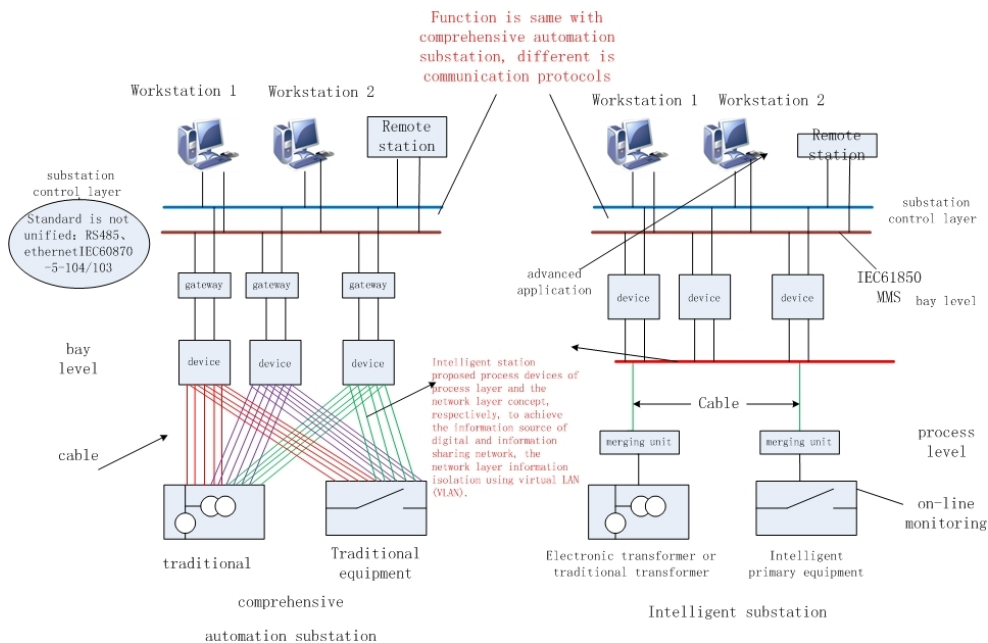 Function is same with
comprehensive automation
substation, different is
communication protocols
Workstation 1
Workstation 2
Remote
station
substation
control layer
Standard is not
unified: RS485、
ethernetIEC60870
-5-104/103
gateway
gateway
gateway
bay
level
device
device
device
cable
Intelligent station
proposed process devices of
process layer and the
network layer concept,
respectively, to achieve
the information source of
digital and information
sharing network, the
network layer information
isolation using virtual LAN
(VLAN).
traditional
Traditional
equipment
comprehensive
automation substation
Workstation 1
Workstation 2
Remote
station
substation
control layer
advanced
application
IEC61850
MMS
bay level
device
device
device
Cable
merging unit
merging unit
process
level
on-line
monitoring
Electronic transformer or
traditional transformer
Intelligent
primary equipment
Intelligent substation